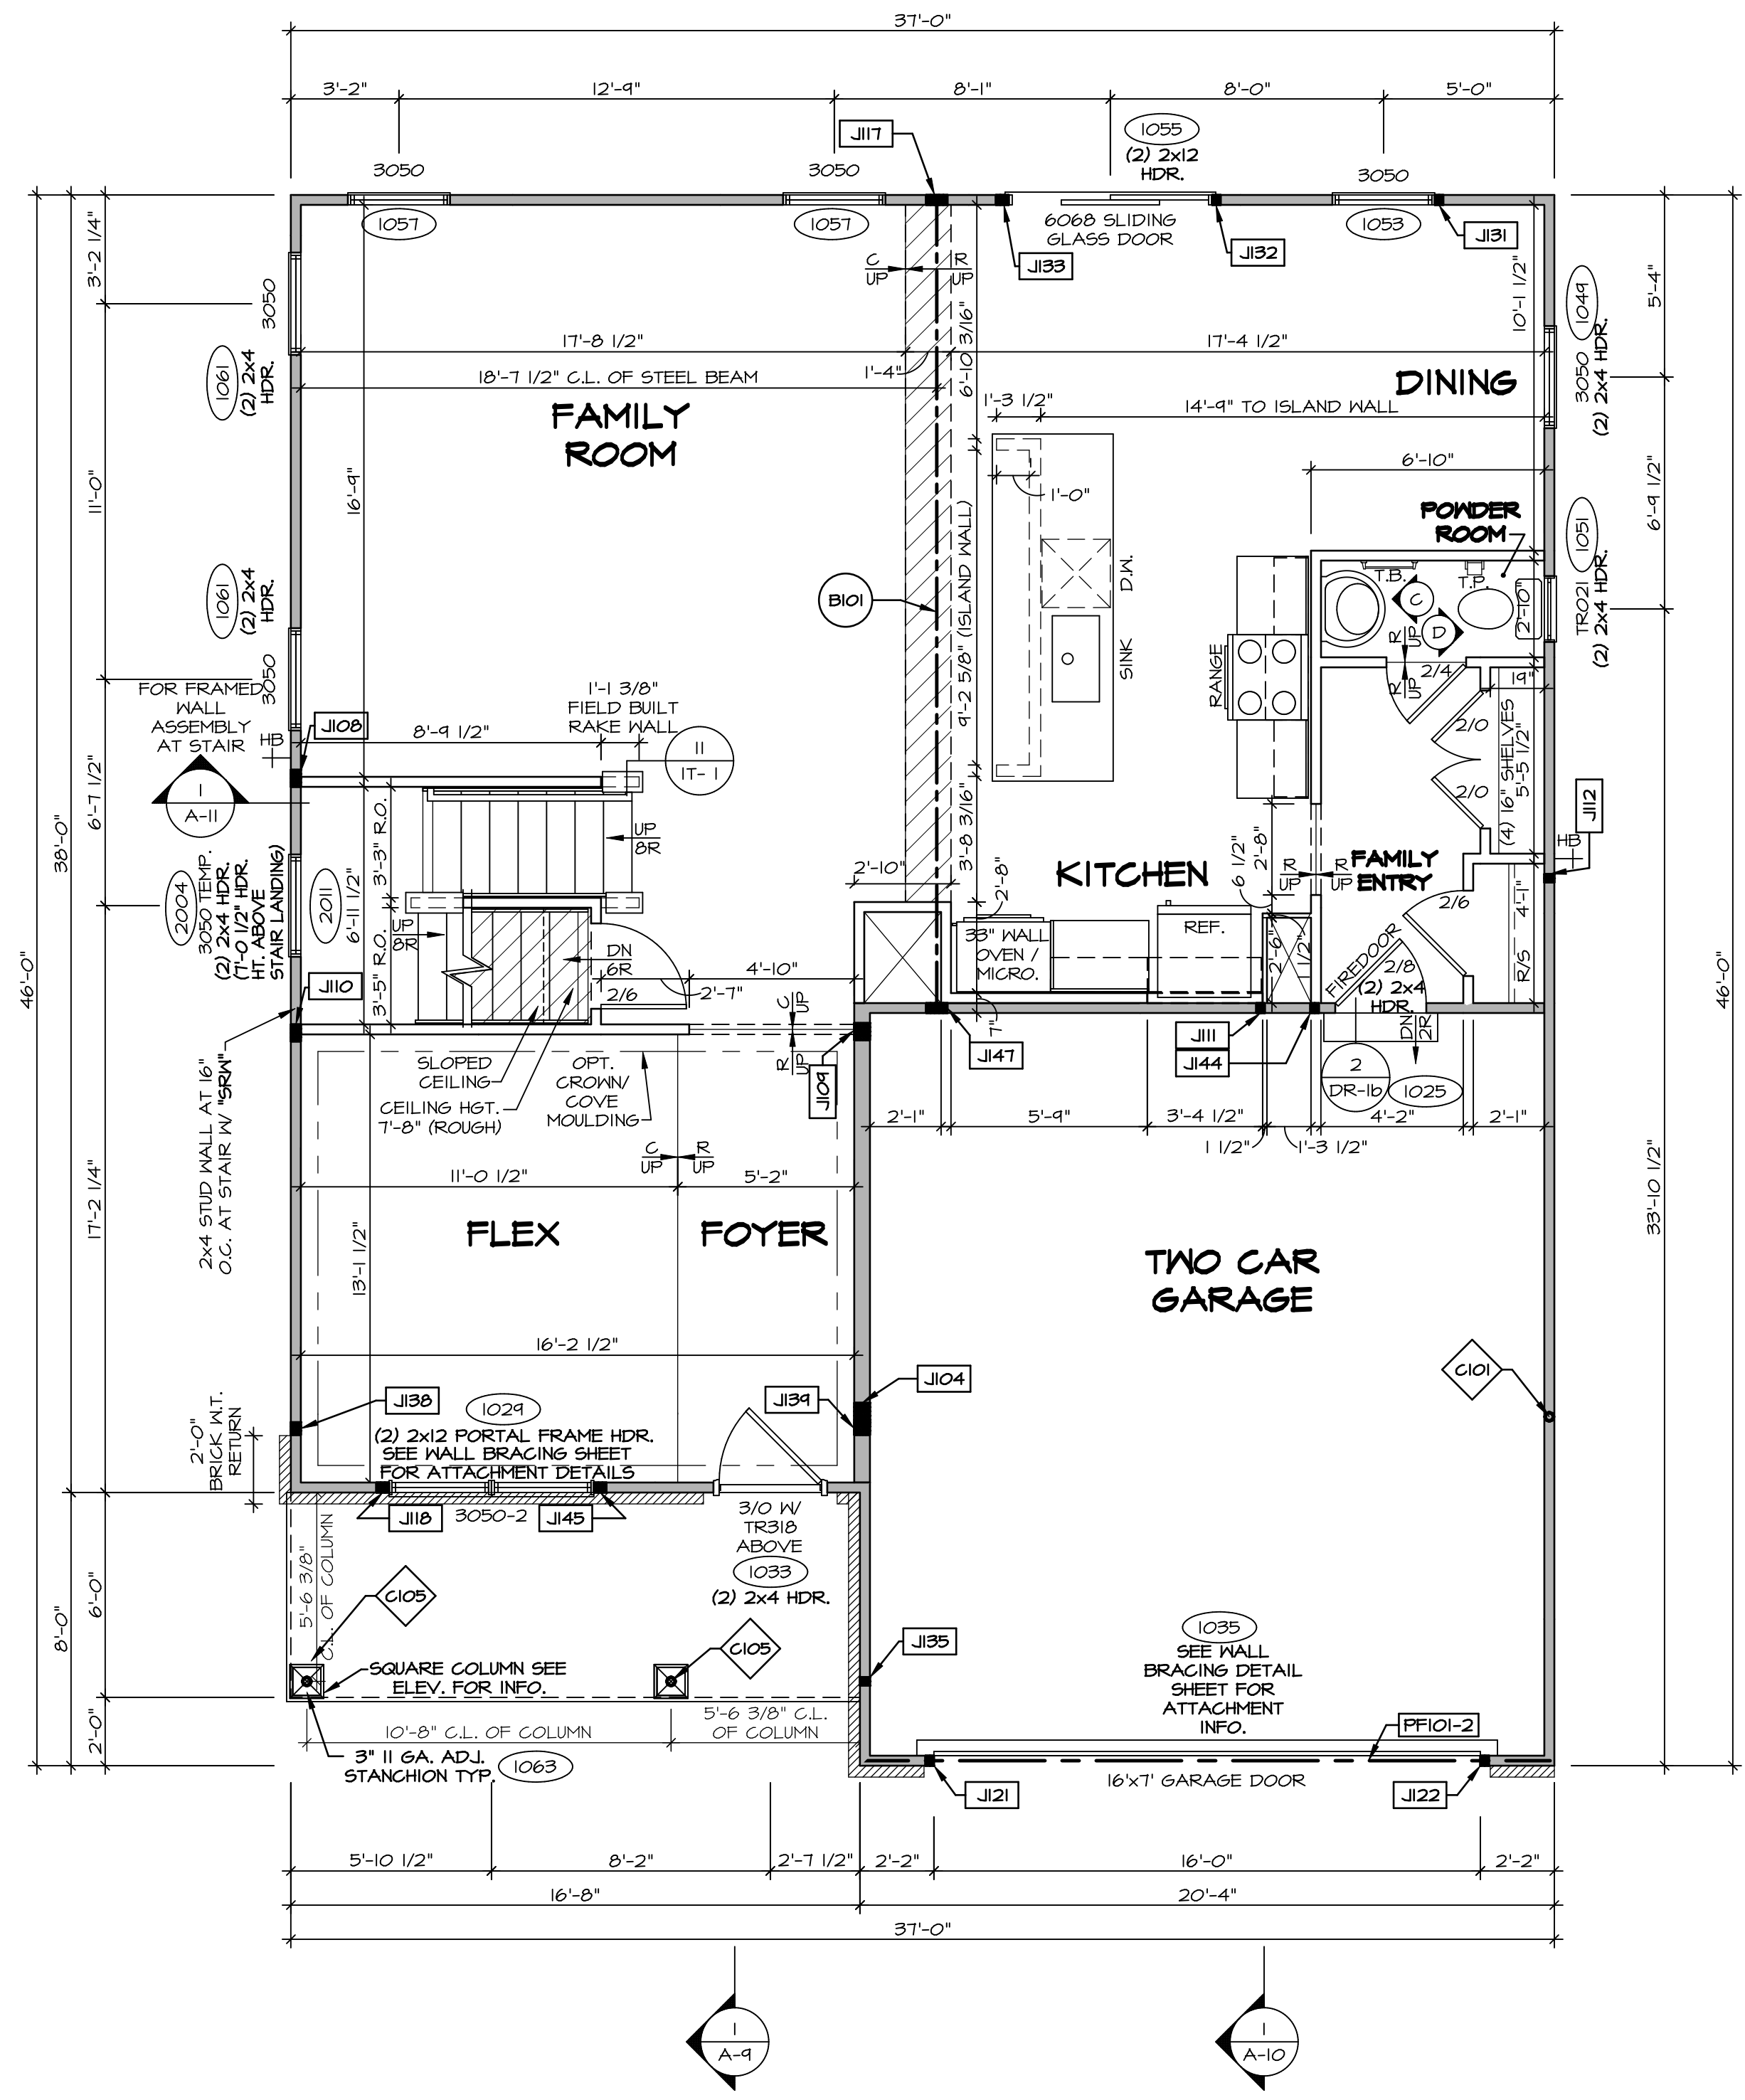 37'-0"
3'-2"
12'-9"
8'-1"
8'-0"
5'-0"
J117
1055
(2) 2x12
HDR.
3050
3050
3050
1057
1057
6068 SLIDING
GLASS DOOR
1053
J133
J132
J131
C
UP
R
UP
3'-2 1/4"
11'-0"
6'-7 1/2"
17'-2 1/4"
6'-0"
2'-0"
38'-0"
8'-0"
46'-0"
3050
1061
(2) 2x4
HDR.
1061
(2) 2x4
HDR.
3050
17'-8 1/2"
18'-7 1/2" C.L. OF STEEL BEAM
1'-4"
6'-10 3/16"
17'-4 1/2"
10'-1 1/2"
1'-3 1/2"
14'-9" TO ISLAND WALL
DINING
FAMILY
ROOM
16'-9"
6'-10"
1'-0"
9'-2 5/8" (ISLAND WALL)
D.W.
SINK
RANGE
B101
POWDER
ROOM
T.B.
T.P.
C
D
2'-10"
R
UP
R
UP
2/4
19"
2/0
2/0
(4) 16" SHELVES
5'-5 1/2"
1049
3050
(2) 2x4 HDR.
1051
TR021
(2) 2x4 HDR.
5'-4"
6'-9 1/2"
33'-10 1/2"
46'-0"
FOR FRAMED
WALL
ASSEMBLY
AT STAIR
HB
1
A-11
J108
8'-9 1/2"
1'-1 3/8"
FIELD BUILT
RAKE WALL
11
IT- 1
UP
8R
3'-3" R.O.
6'-11 1/2"
3'-5" R.O.
UP
8R
DN
6R
2/6
2'-7"
4'-10"
2'-10"
3'-8 3/16"
2'-8"
33" WALL
OVEN /
MICRO.
REF.
KITCHEN
6 1/2"
2'-8"
R
UP
R
UP
FAMILY
ENTRY
2'-6"
1 1/2"
FIREDOOR
2/8
(2) 2x4
HDR.
2/6
4'-1"
R/S
J112
HB
2004
3050 TEMP.
(2) 2x4 HDR.
(7'-0 1/2" HDR.
HT. ABOVE
STAIR LANDING)
2011
J110
C
UP
R
UP
J109
7"
J147
J111
J144
DN
2R
2
DR-1b
1025
SLOPED
CEILING
CEILING HGT.
7'-8" (ROUGH)
OPT.
CROWN/
COVE
MOULDING
2x4 STUD WALL AT 16"
O.C. AT STAIR W/ "SRW"
2'-1"
5'-9"
3'-4 1/2"
1 1/2"
1'-3 1/2"
4'-2"
2'-1"
C
UP
R
UP
11'-0 1/2"
5'-2"
FLEX
FOYER
13'-1 1/2"
16'-2 1/2"
TWO CAR
GARAGE
C101
J104
J138
J139
1029
(2) 2x12 PORTAL FRAME HDR.
SEE WALL BRACING SHEET
FOR ATTACHMENT DETAILS
2'-0"
BRICK W.T.
RETURN
J118
3050-2
J145
3/0 W/
TR318
ABOVE
1033
(2) 2x4 HDR.
5'-6 3/8"
C.L. OF COLUMN
C105
C105
SQUARE COLUMN SEE
ELEV. FOR INFO.
10'-8" C.L. OF COLUMN
5'-6 3/8" C.L.
OF COLUMN
3" 11 GA. ADJ.
STANCHION TYP.
1063
J135
1035
SEE WALL
BRACING DETAIL
SHEET FOR
ATTACHMENT
INFO.
PF101-2
16'x7' GARAGE DOOR
J121
J122
5'-10 1/2"
8'-2"
2'-7 1/2"
2'-2"
16'-0"
2'-2"
16'-8"
20'-4"
37'-0"
1
A-9
1
A-10